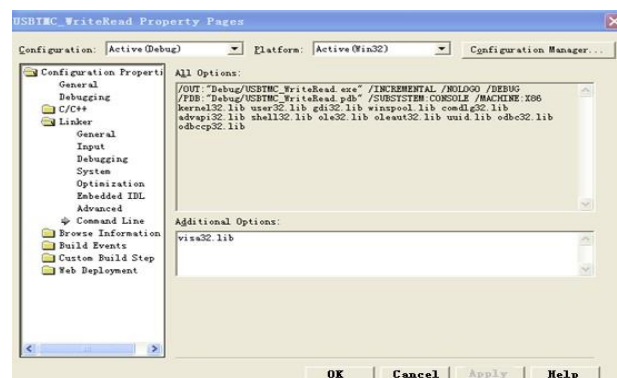 USBTMC_WriteRead Property Pages
Configuration: Active(Debug) Platform: Active(Win32) Configuration Manager...
Configuration Properti
General
Debugging
C/C++
Linker
General
Input
Debugging
System
Optimization
Embedded IDL
Advanced
Command Line
Browse Information
Build Events
Custom Build Step
Web Deployment
All Options:
/OUT:"Debug/USBTMC_WriteRead.exe" /INCREMENTAL /NOLOGO /DEBUG
/PDB:"Debug/USBTMC_WriteRead.pdb" /SUBSYSTEM:CONSOLE /MACHINE:X86
kernel32.lib user32.lib gdi32.lib winspool.lib comdlg32.lib
advapi32.lib shell32.lib ole32.lib oleaut32.lib uuid.lib odbc32.lib
odbccp32.lib
Additional Options:
visa32.lib
OK Cancel Apply Help